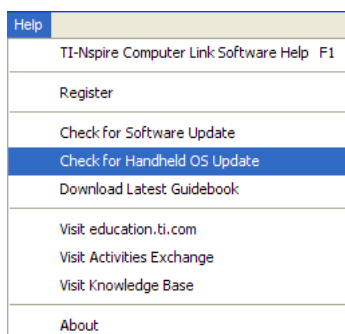 Help
TI-Nspire Computer Link Software Help F1
Register
Check for Software Update
Check for Handheld OS Update
Download Latest Guidebook
Visit education.ti.com
Visit Activities Exchange
Visit Knowledge Base
About